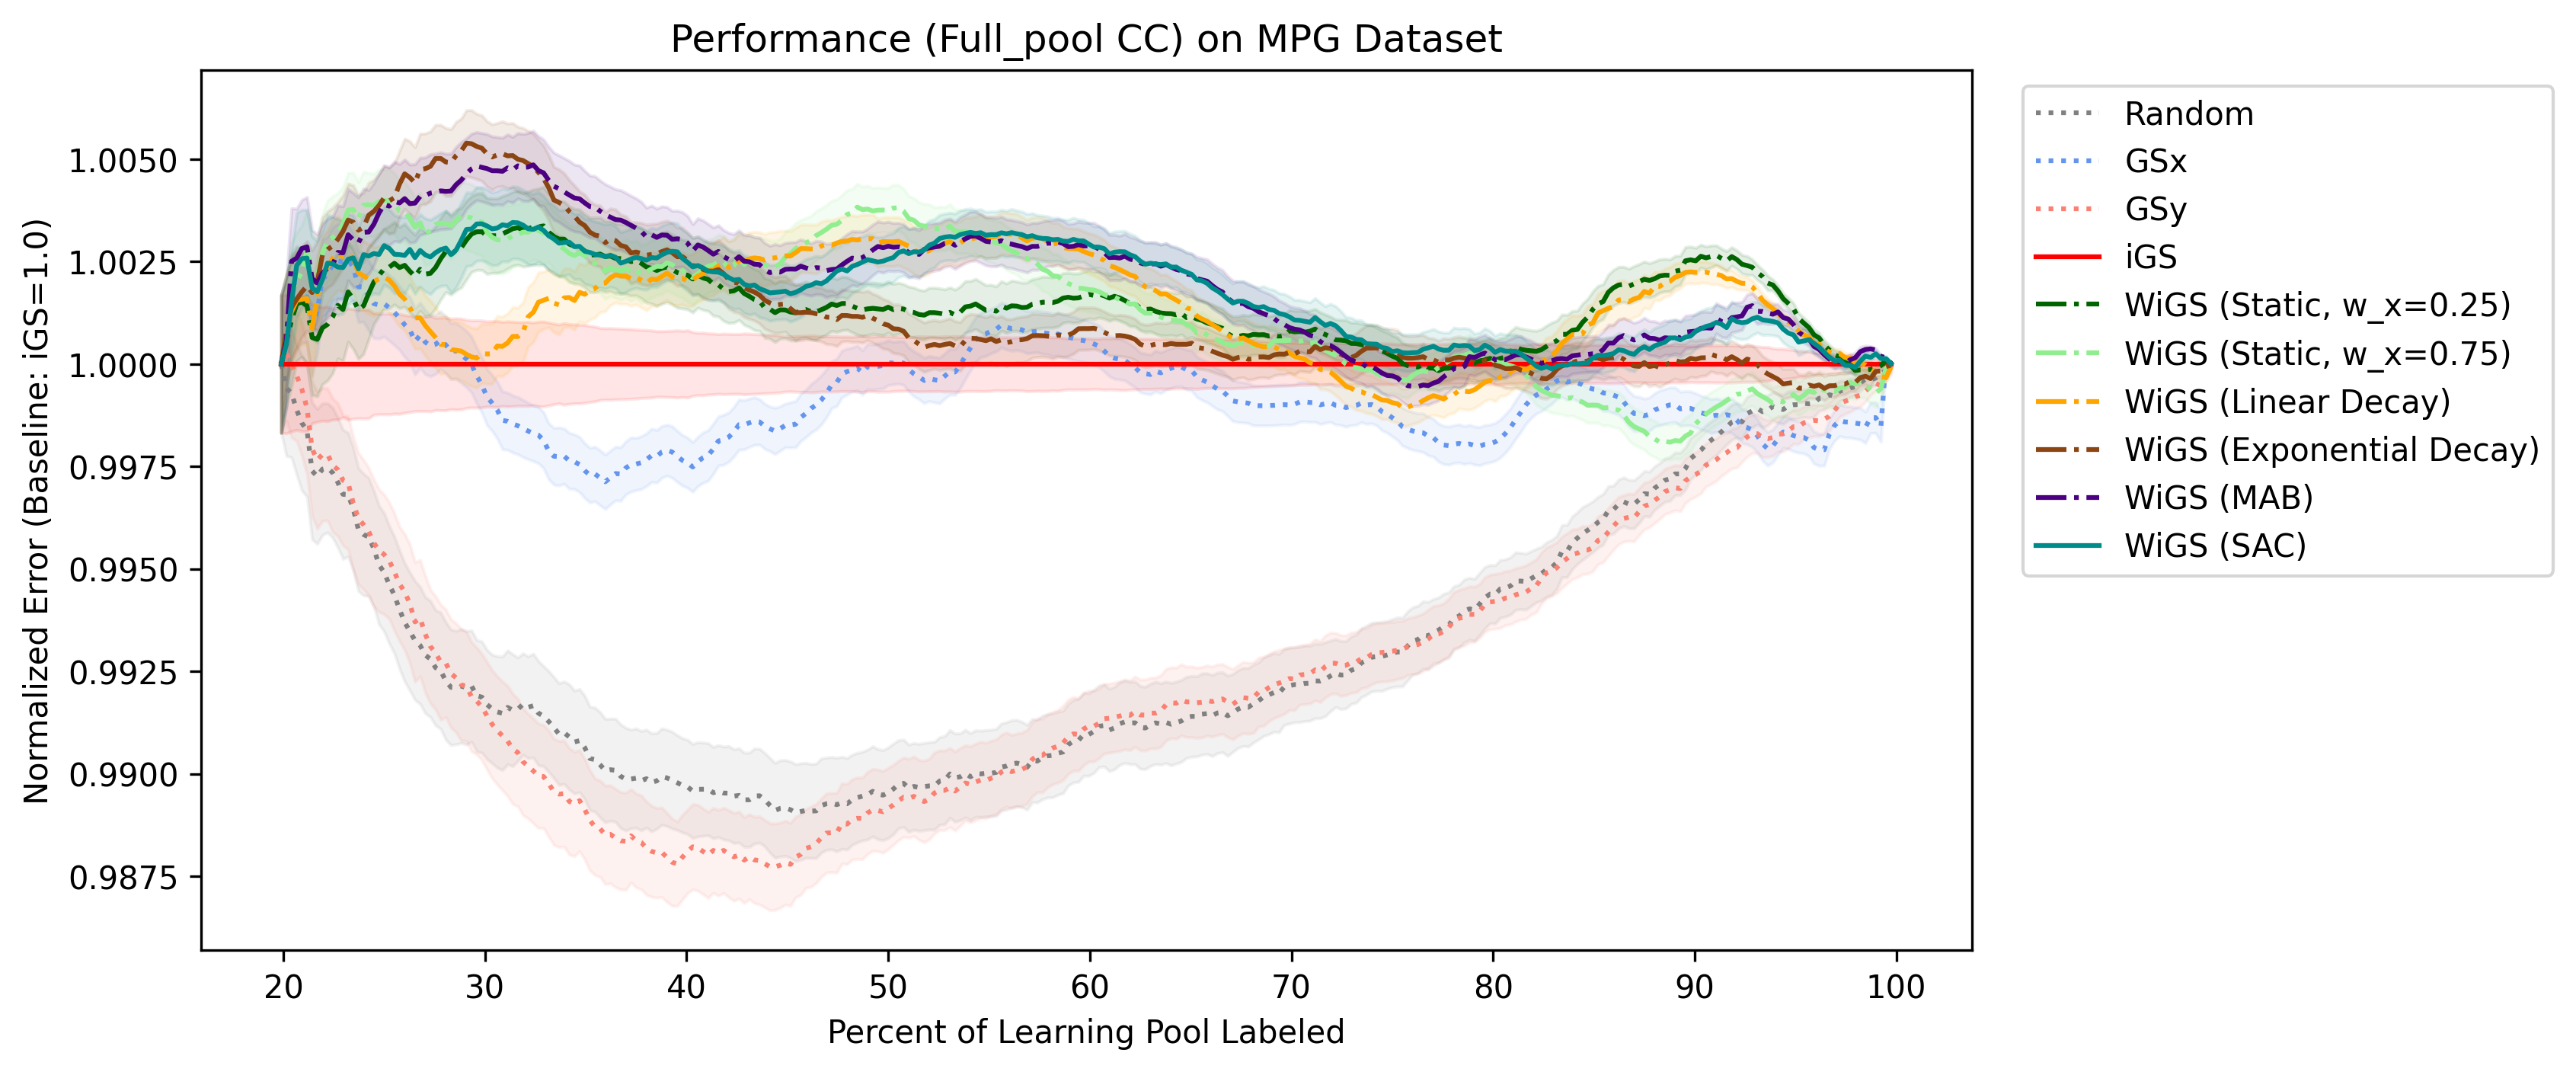 Performance (Full_pool CC) on MPG Dataset
Normalized Error (Baseline: iGS=1.0)
1.0050
1.0025
1.0000
0.9975
0.9950
0.9925
0.9900
0.9875
20 30 40 50 60 70 80 90 100
Percent of Learning Pool Labeled
Random
GSx
GSy
iGS
WiGS (Static, w_x=0.25)
WiGS (Static, w_x=0.75)
WiGS (Linear Decay)
WiGS (Exponential Decay)
WiGS (MAB)
WiGS (SAC)